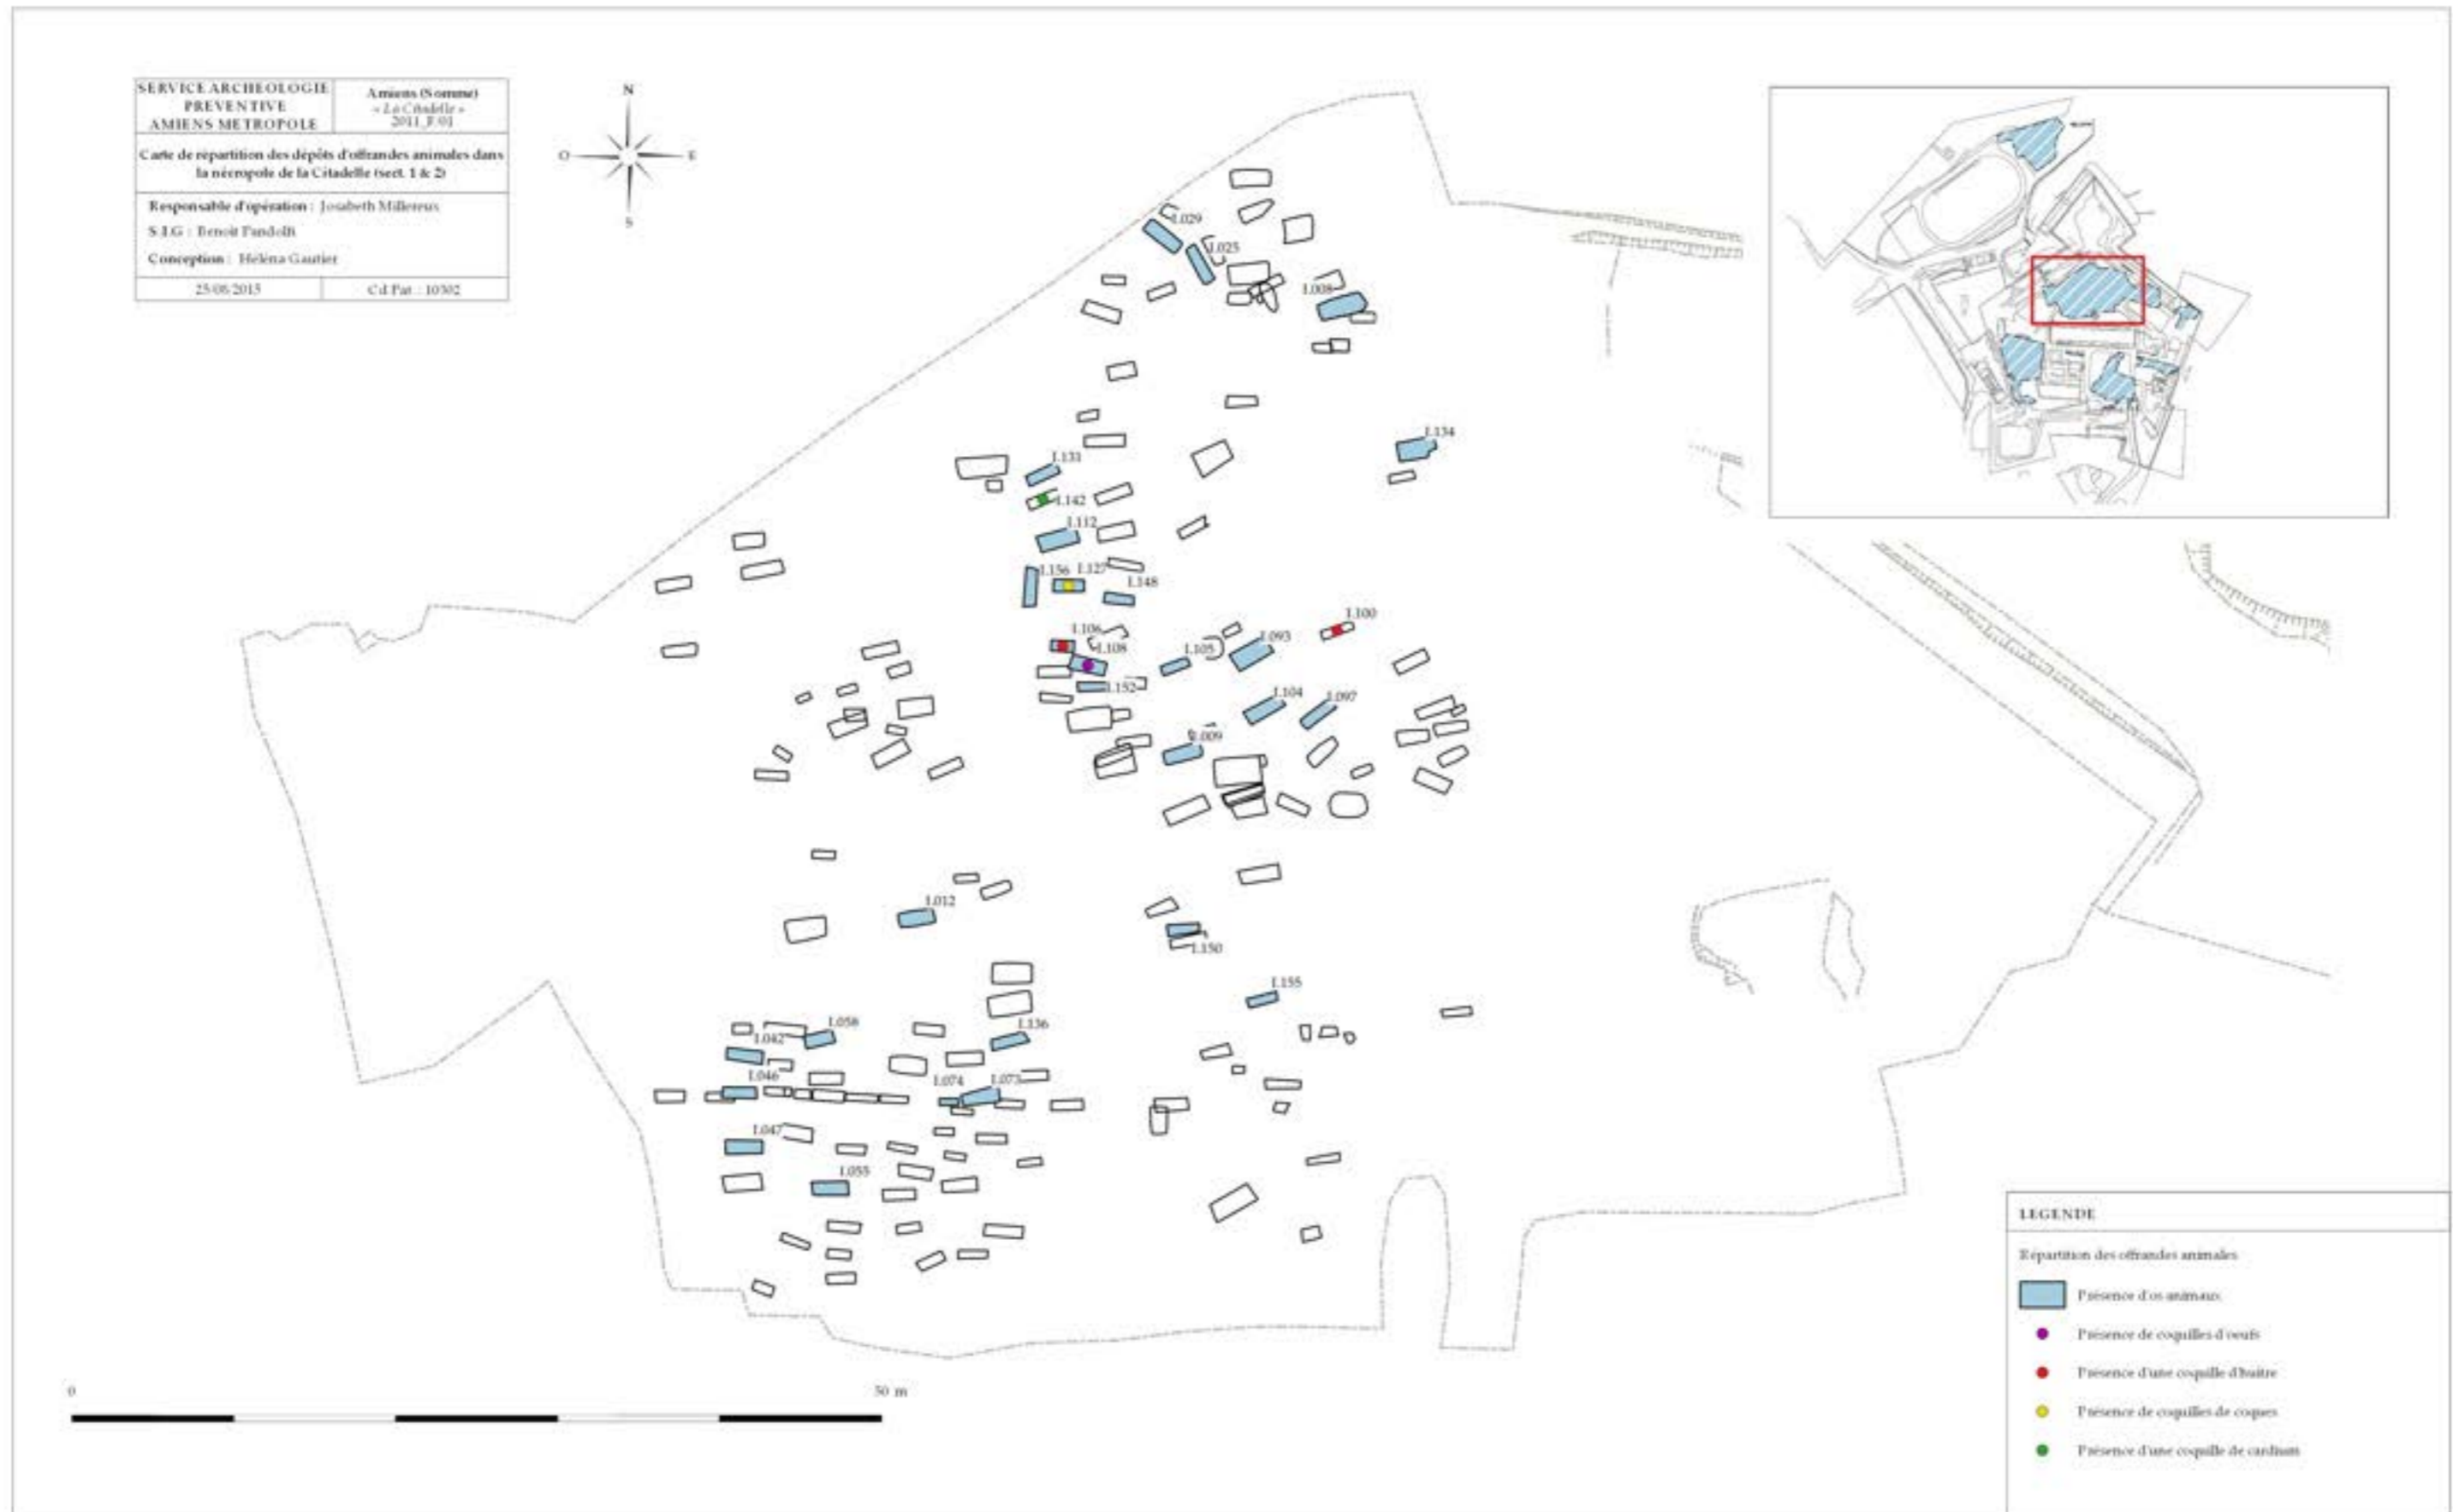 SERVICE ARCHEOLOGIE
PREVENTIVE
AMIENS METROPOLE
Amiens (Somme)
« La Citadelle »
2011_F.01
Carte de répartition des dépôts d'offrandes animales dans
la nécropole de la Citadelle (sect. 1 & 2)
Responsable d'opération : Josabeth Millereux
S.I.G : Benoit Pandolfi
Conception : Héléna Gautier
Cd.Pat. : 10302
N
O
E
S
I.029
I.025
I.008
I.134
I.131
I.142
I.112
I.156
I.127
I.148
I.100
I.106
I.108
I.105
I.093
I.152
I.104
I.097
I.009
I.012
I.150
I.155
I.058
I.136
I.042
I.046
I.074
I.073
I.047
I.055
0
m
LEGENDE
Répartition des offrandes animales
Présence d'os animaux
Présence de coquilles d'oeufs
Présence d'une coquille d'huître
Présence de coquilles de coques
Présence d'une coquille de cardium